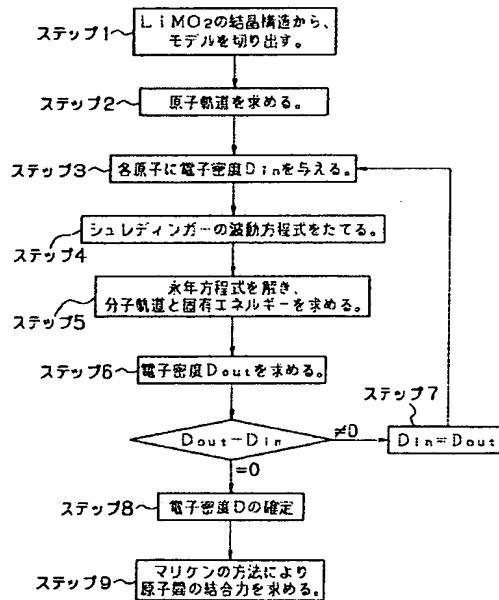 ステップ1
LiMO2の結晶構造から、
モデルを切り出す。
ステップ2
原子軌道を求める。
ステップ3
各原子に電子密度Dinを与える。
シュレディンガーの波動方程式をたてる。
ステップ4
永年方程式を解き、
分子軌道と固有エネルギーを求める。
ステップ5
ステップ6
電子密度Doutを求める。
ステップ7
Dout−Din
≠0
Din=Dout
=0
ステップ8
電子密度Dの確定
ステップ9
マリケンの方法により
原子間の結合力を求める。